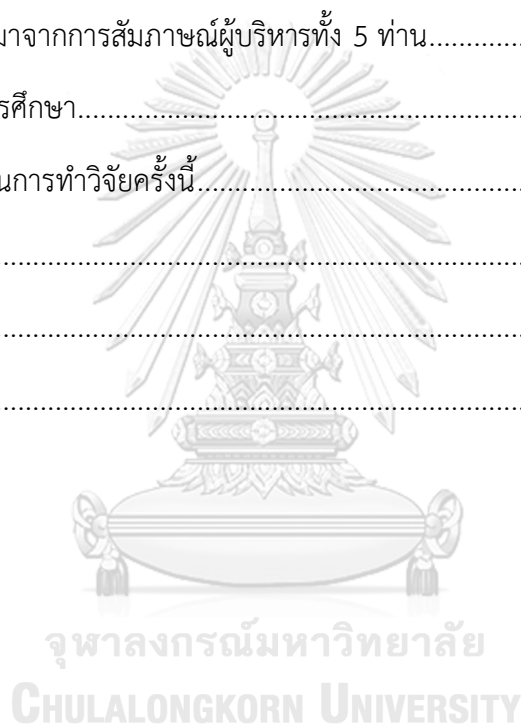 มาจากการสัมภาษณ์ผู้บริหารทั้ง 5 ท่าน....................
รศึกษา............................................................
นการทำวิจัยครั้งนี้.............................................
......................................................................
......................................................................
......................................................................
จุฬาลงกรณ์มหาวิทยาลัย
CHULALONGKORN UNIVERSITY